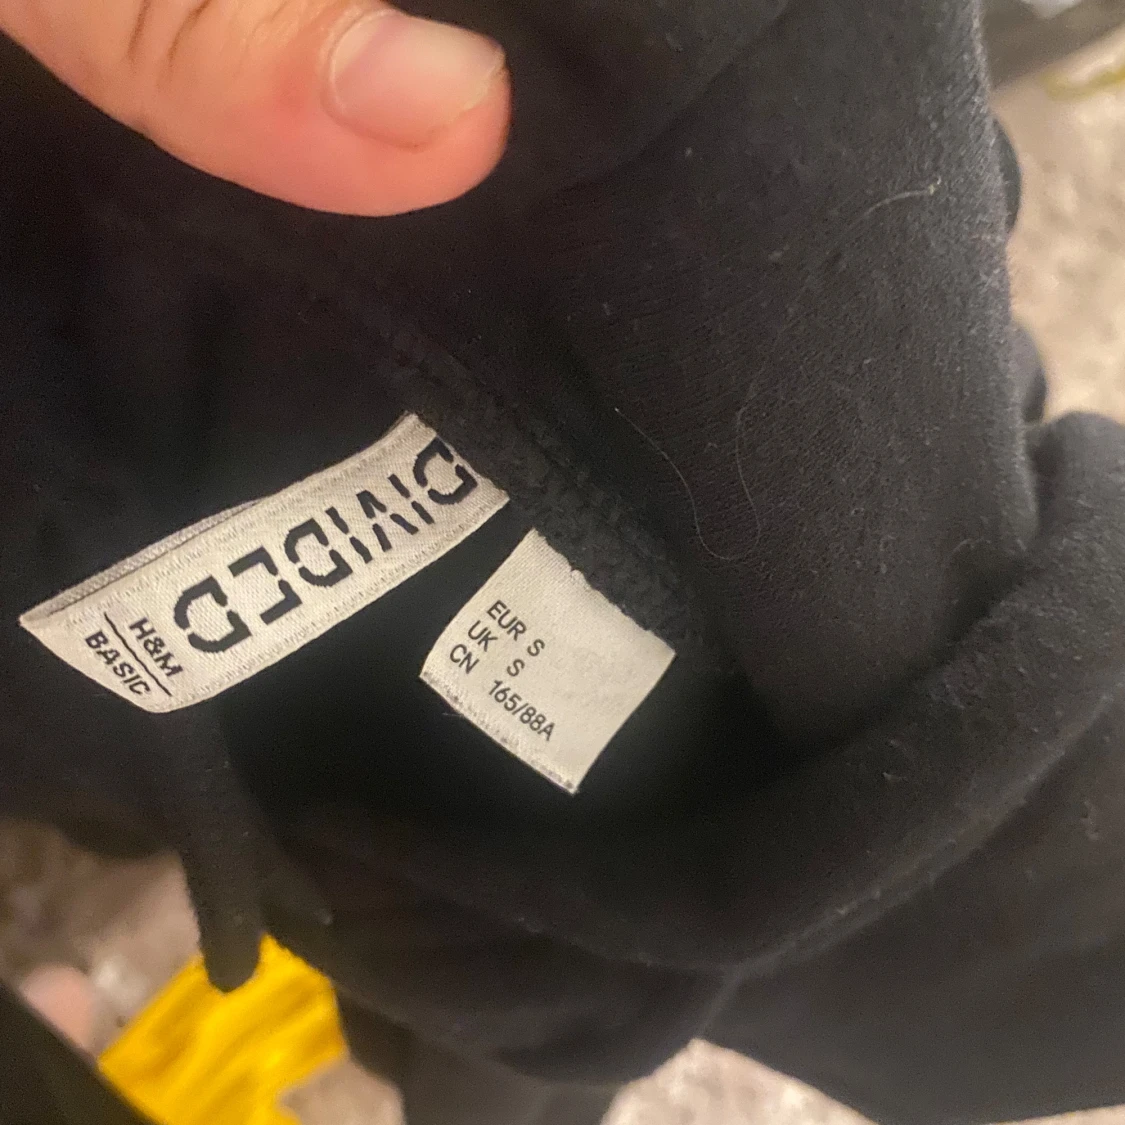 DIVIDED
H&M
BASIC
EUR S
UK S
CN 165/88A